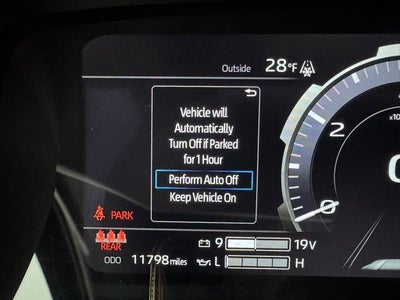 Outside 28°F
Vehicle will
Automatically
Turn Off if Parked
for 1 Hour
Perform Auto Off
Keep Vehicle On
PARK
REAR
ODO 11798 miles
9 19V
L H
2
0